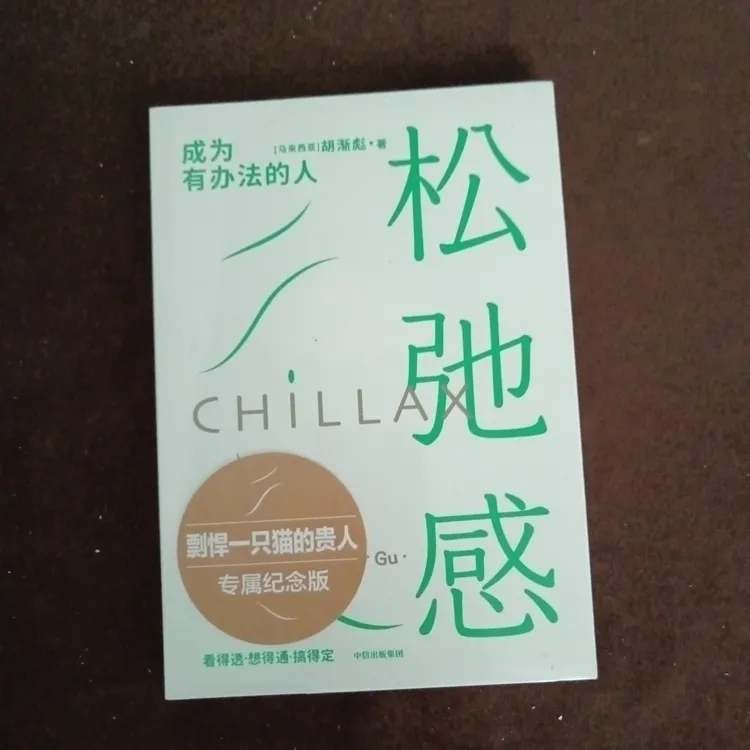 成为
有办法的人
[马来西亚]胡渐彪·著
松弛感
CHiLLAX
剽悍一只猫的贵人
专属纪念版
· Gu ·
看得透·想得通·搞得定
中信出版集团